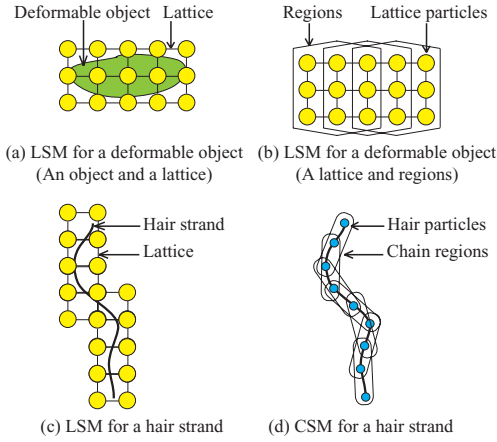 Deformable object
Lattice
Regions
Lattice particles
(a) LSM for a deformable object
(An object and a lattice)
(b) LSM for a deformable object
(A lattice and regions)
Hair strand
Lattice
Hair particles
Chain regions
(c) LSM for a hair strand
(d) CSM for a hair strand